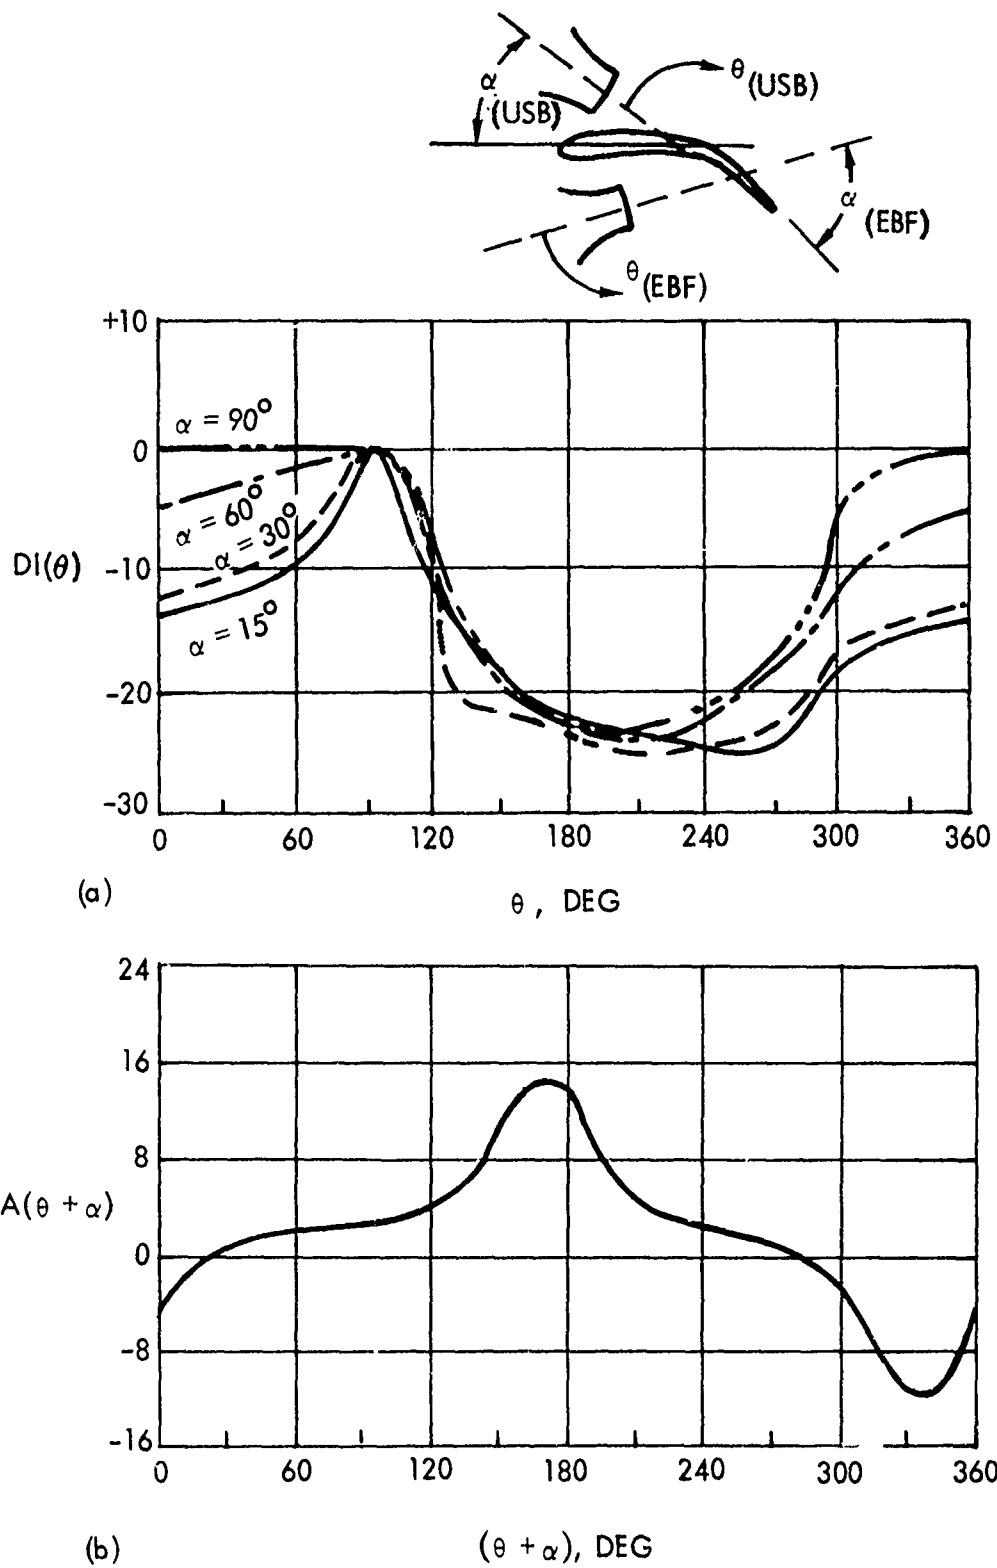 α
(USB)
θ
(USB)
α
(EBF)
θ
(EBF)
+10
0
-10
-20
-30
DI(θ)
α = 90°
α = 60°
α = 30°
α = 15°
0 60 120 180 240 300 360
(a)
θ , DEG
24
16
8
0
-8
-16
A(θ + α)
0 60 120 180 240 300 360
(b)
(θ + α), DEG